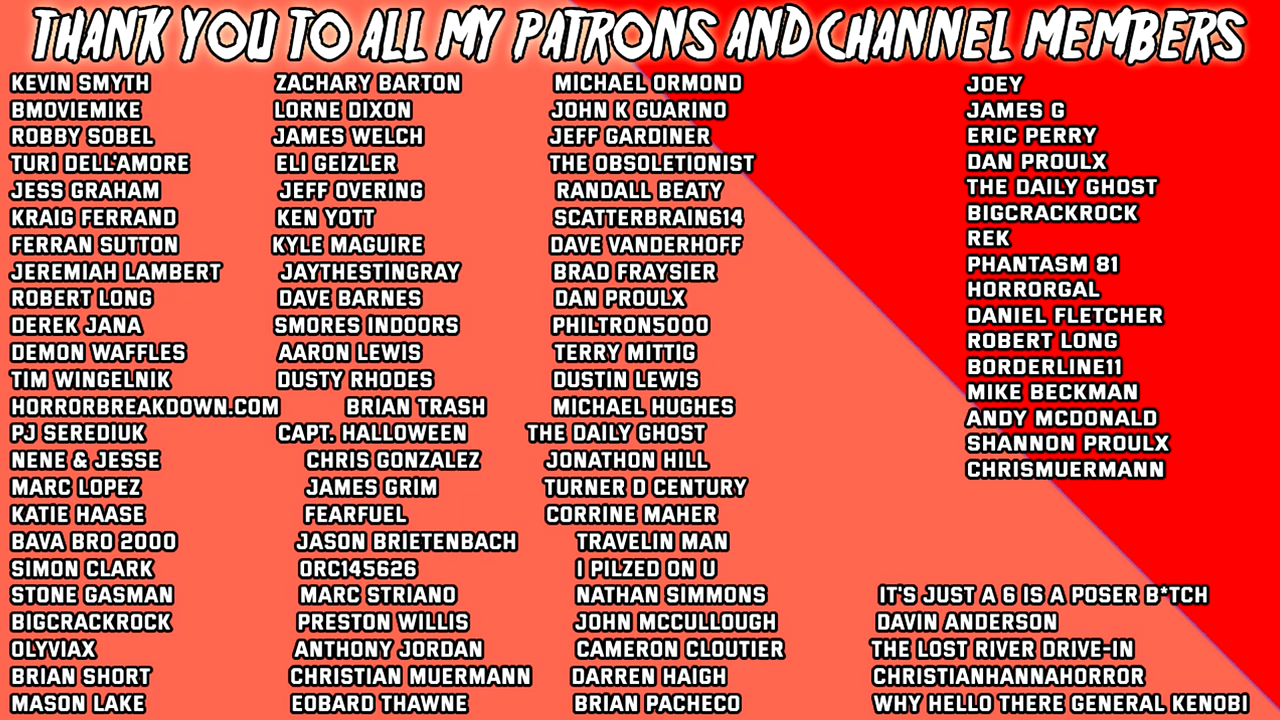 THANK YOU TO ALL MY PATRONS AND CHANNEL MEMBERS
KEVIN SMYTH
BMOVIEMIKE
ROBBY SOBEL
TURI DELL'AMORE
JESS GRAHAM
KRAIG FERRAND
FERRAN SUTTON
JEREMIAH LAMBERT
ROBERT LONG
DEREK JANA
DEMON WAFFLES
TIM WINGELNIK
HORRORBREAKDOWN.COM
PJ SEREDIUK
NENE & JESSE
MARC LOPEZ
KATIE HAASE
BAVA BRO 2000
SIMON CLARK
STONE GASMAN
BIGCRACKROCK
OLYVIAX
BRIAN SHORT
MASON LAKE
ZACHARY BARTON
LORNE DIXON
JAMES WELCH
ELI GEIZLER
JEFF OVERING
KEN YOTT
KYLE MAGUIRE
JAYTHESTINGRAY
DAVE BARNES
SMORES INDOORS
AARON LEWIS
DUSTY RHODES
BRIAN TRASH
CAPT. HALLOWEEN
CHRIS GONZALEZ
JAMES GRIM
FEARFUEL
JASON BRIETENBACH
ORC145626
MARC STRIANO
PRESTON WILLIS
ANTHONY JORDAN
CHRISTIAN MUERMANN
EOBARD THAWNE
MICHAEL ORMOND
JOHN K GUARINO
JEFF GARDINER
THE OBSOLETIONIST
RANDALL BEATY
SCATTERBRAIN614
DAVE VANDERHOFF
BRAD FRAYSIER
DAN PROULX
PHILTRON5000
TERRY MITTIG
DUSTIN LEWIS
MICHAEL HUGHES
THE DAILY GHOST
JONATHON HILL
TURNER D CENTURY
CORRINE MAHER
TRAVELIN MAN
I PILZED ON U
NATHAN SIMMONS
JOHN MCCULLOUGH
CAMERON CLOUTIER
DARREN HAIGH
BRIAN PACHECO
JOEY
JAMES G
ERIC PERRY
DAN PROULX
THE DAILY GHOST
BIGCRACKROCK
REK
PHANTASM 81
HORRORGAL
DANIEL FLETCHER
ROBERT LONG
BORDERLINE11
MIKE BECKMAN
ANDY MCDONALD
SHANNON PROULX
CHRISMUERMANN
IT'S JUST A 6 IS A POSER B*TCH
DAVIN ANDERSON
THE LOST RIVER DRIVE-IN
CHRISTIANHANNAHORROR
WHY HELLO THERE GENERAL KENOBI